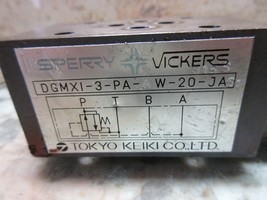 SPERRY VICKERS
DGMX1-3-PA- W-20-JA
P T B A
TOKYO KEIKI CO., LTD.